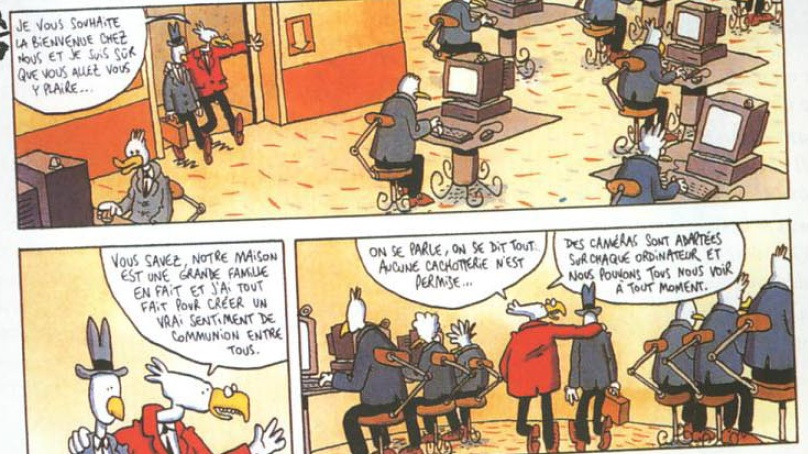 JE VOUS SOUHAITE
LA BIENVENUE CHEZ
NOUS ET JE SUIS SÛR
QUE VOUS ALLEZ VOUS
Y PLAIRE...
VOUS SAVEZ, NOTRE MAISON
EST UNE GRANDE FAMILLE
EN FAIT ET J'AI TOUT
FAIT POUR CRÉER UN
VRAI SENTIMENT DE
COMMUNION ENTRE
TOUS.
ON SE PARLE, ON SE DIT TOUT.
AUCUNE CACHOTTERIE N'EST
PERMISE...
DES CAMÉRAS SONT ADAPTÉES
SUR CHAQUE ORDINATEUR ET
NOUS POUVONS TOUS NOUS VOIR
À TOUT MOMENT.